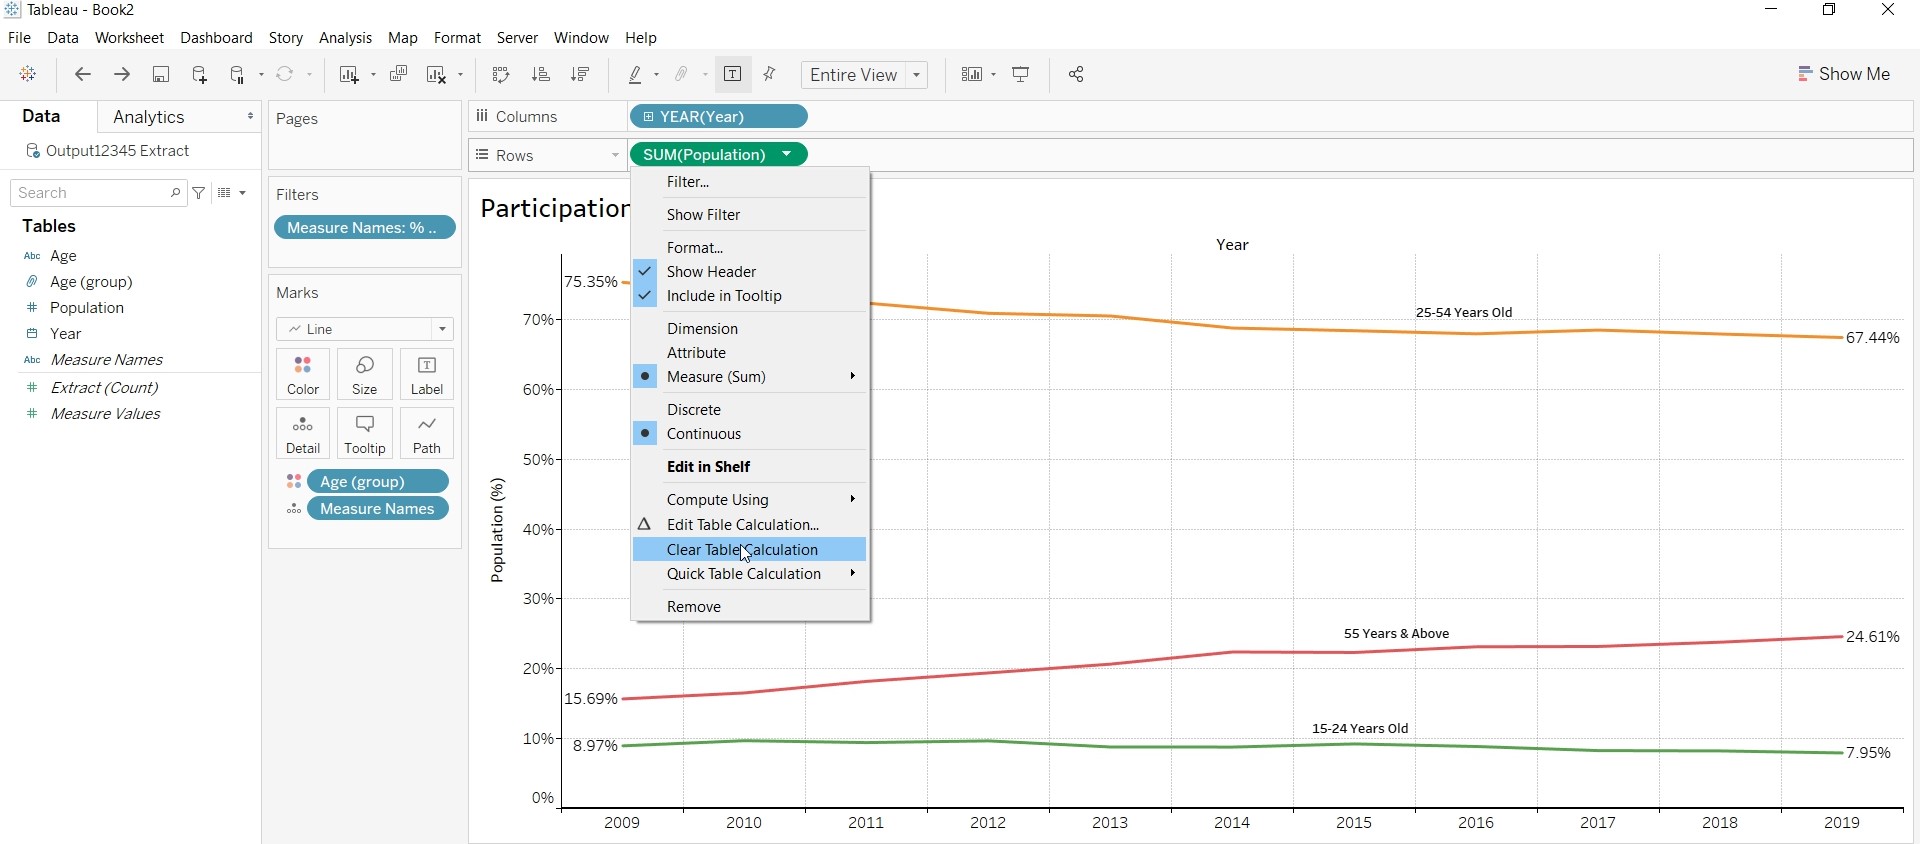 Tableau - Book2
File Data Worksheet Dashboard Story Analysis Map Format Server Window Help
Entire View
Show Me
Data Analytics
Output12345 Extract
Search
Tables
Abc Age
Age (group)
# Population
Year
Abc Measure Names
# Extract (Count)
# Measure Values
Pages
Filters
Measure Names: % ..
Marks
Line
Color Size Label
Detail Tooltip Path
Age (group)
Measure Names
Columns YEAR(Year)
Rows SUM(Population)
Participation
Filter...
Show Filter
Format...
Show Header
Include in Tooltip
Dimension
Attribute
Measure (Sum)
Discrete
Continuous
Edit in Shelf
Compute Using
Edit Table Calculation...
Clear Table Calculation
Quick Table Calculation
Remove
Year
Population (%)
75.35%
70%
25-54 Years Old
67.44%
60%
50%
40%
30%
55 Years & Above
24.61%
20%
15.69%
15-24 Years Old
10%
8.97%
7.95%
0%
2009 2010 2011 2012 2013 2014 2015 2016 2017 2018 2019